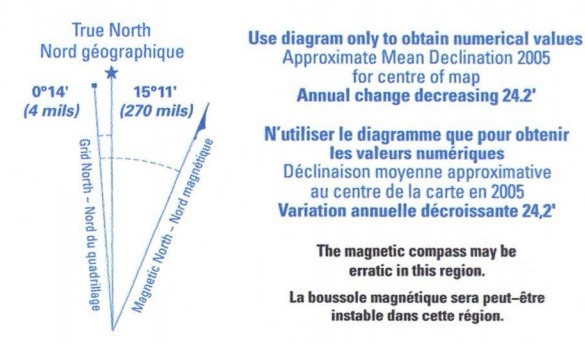 True North
Nord géographique
0°14'
(4 mils)
15°11'
(270 mils)
Grid North – Nord du quadrillage
Magnetic North – Nord magnétique
Use diagram only to obtain numerical values
Approximate Mean Declination 2005
for centre of map
Annual change decreasing 24.2'
N'utiliser le diagramme que pour obtenir
les valeurs numériques
Déclinaison moyenne approximative
au centre de la carte en 2005
Variation annuelle décroissante 24,2'
The magnetic compass may be
erratic in this region.
La boussole magnétique sera peut–être
instable dans cette région.